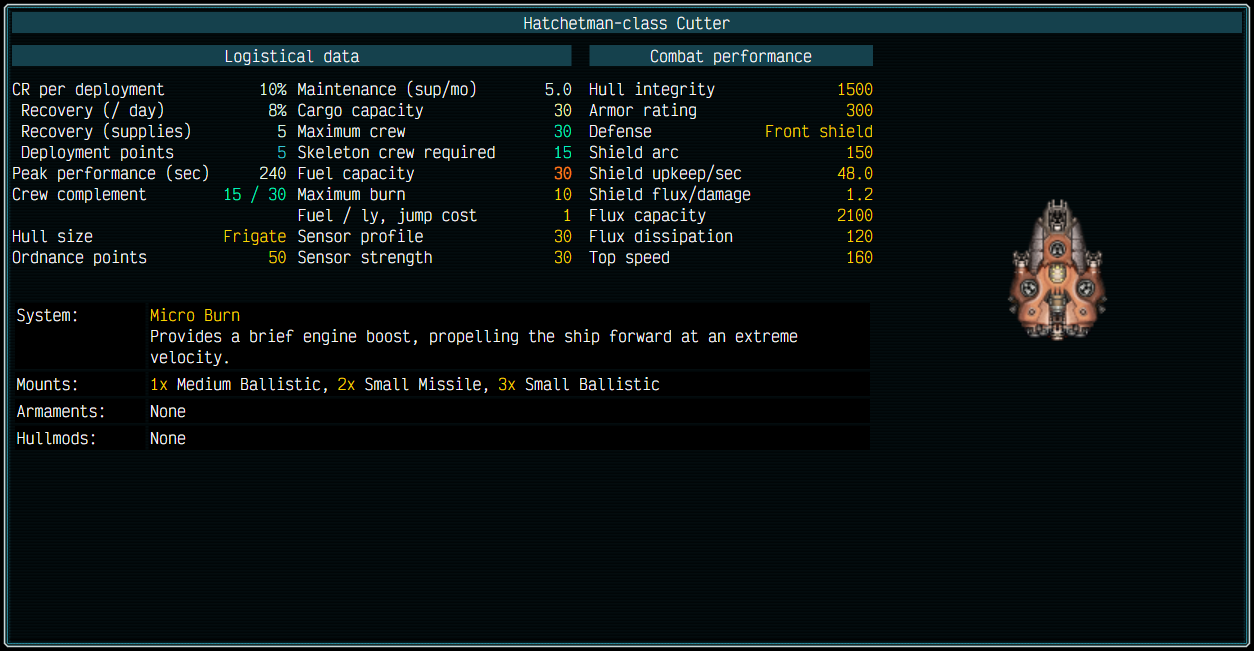 Hatchetman-class Cutter
Logistical data Combat performance
CR per deployment 10% Maintenance (sup/mo) 5.0 Hull integrity 1500
Recovery (/ day) 8% Cargo capacity 30 Armor rating 300
Recovery (supplies) 5 Maximum crew 30 Defense Front shield
Deployment points 5 Skeleton crew required 15 Shield arc 150
Peak performance (sec) 240 Fuel capacity 30 Shield upkeep/sec 48.0
Crew complement 15 / 30 Maximum burn 10 Shield flux/damage 1.2
Fuel / ly, jump cost 1 Flux capacity 2100
Hull size Frigate Sensor profile 30 Flux dissipation 120
Ordnance points 50 Sensor strength 30 Top speed 160
System: Micro Burn
Provides a brief engine boost, propelling the ship forward at an extreme
velocity.
Mounts: 1x Medium Ballistic, 2x Small Missile, 3x Small Ballistic
Armaments: None
Hullmods: None